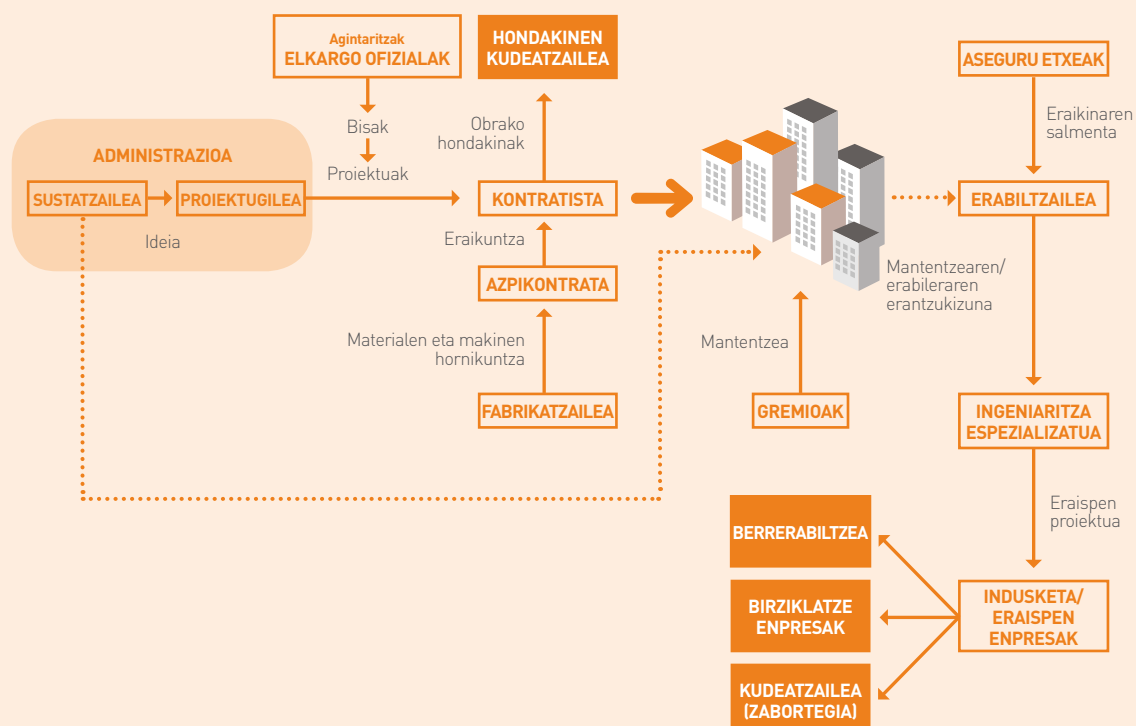 Agintaritzak
ELKARGO OFIZIALAK
HONDAKINEN
KUDEATZAILEA
ASEGURU ETXEAK
Bisak
Obrako
hondakinak
Eraikinaren
salmenta
ADMINISTRAZIOA
Proiektuak
SUSTATZAILEA
PROIEKTUGILEA
KONTRATISTA
ERABILTZAILEA
Ideia
Eraikuntza
AZPIKONTRATA
Mantentzearen/
erabileraren
erantzukizuna
Materialen eta makinen
hornikuntza
Mantentzea
FABRIKATZAILEA
GREMIOAK
INGENIARITZA
ESPEZIALIZATUA
Eraispen
proiektua
BERRERABILTZEA
BIRZIKLATZE
ENPRESAK
INDUSKETA/
ERAISPEN
ENPRESAK
KUDEATZAILEA
(ZABORTEGIA)